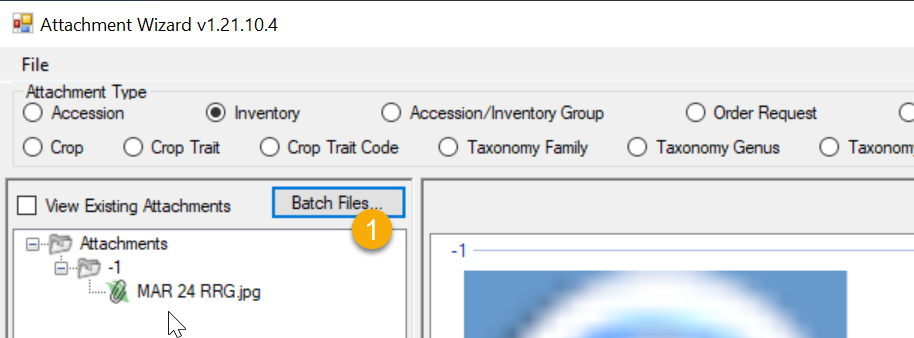 Attachment Wizard v1.21.10.4
File
Attachment Type
Accession Inventory Accession/Inventory Group Order Request
Crop Crop Trait Crop Trait Code Taxonomy Family Taxonomy Genus Taxonom
View Existing Attachments Batch Files...
1
Attachments
-1
-1
MAR 24 RRG.jpg